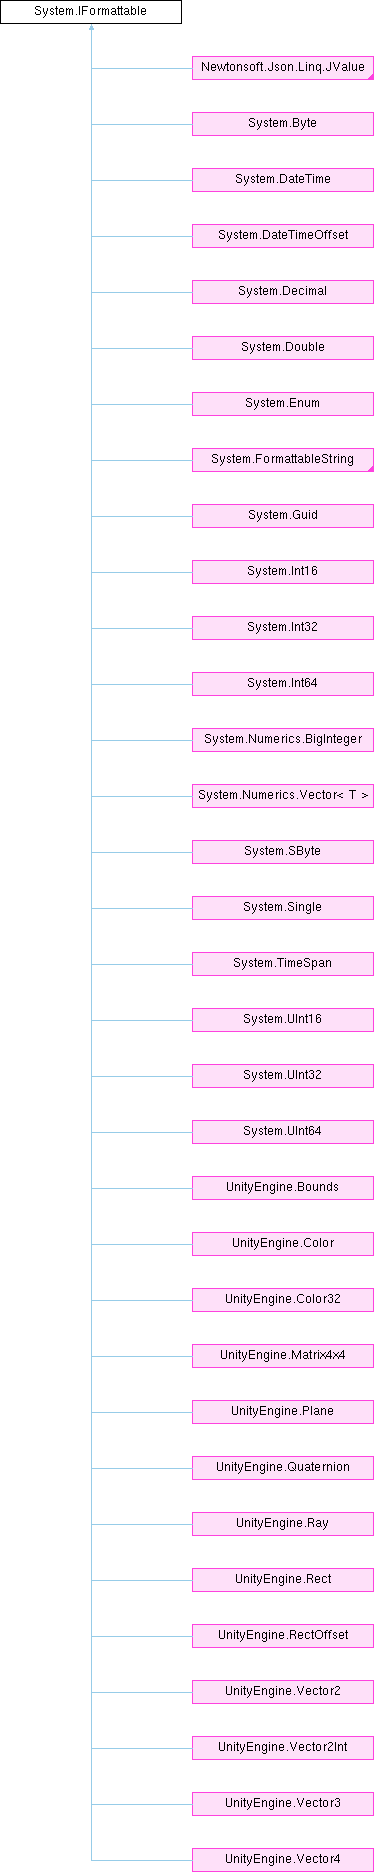 System.IFormattable
Newtonsoft.Json.Linq.JValue
System.Byte
System.DateTime
System.DateTimeOffset
System.Decimal
System.Double
System.Enum
System.FormattableString
System.Guid
System.Int16
System.Int32
System.Int64
System.Numerics.BigInteger
System.Numerics.Vector< T >
System.SByte
System.Single
System.TimeSpan
System.UInt16
System.UInt32
System.UInt64
UnityEngine.Bounds
UnityEngine.Color
UnityEngine.Color32
UnityEngine.Matrix4x4
UnityEngine.Plane
UnityEngine.Quaternion
UnityEngine.Ray
UnityEngine.Rect
UnityEngine.RectOffset
UnityEngine.Vector2
UnityEngine.Vector2Int
UnityEngine.Vector3
UnityEngine.Vector4